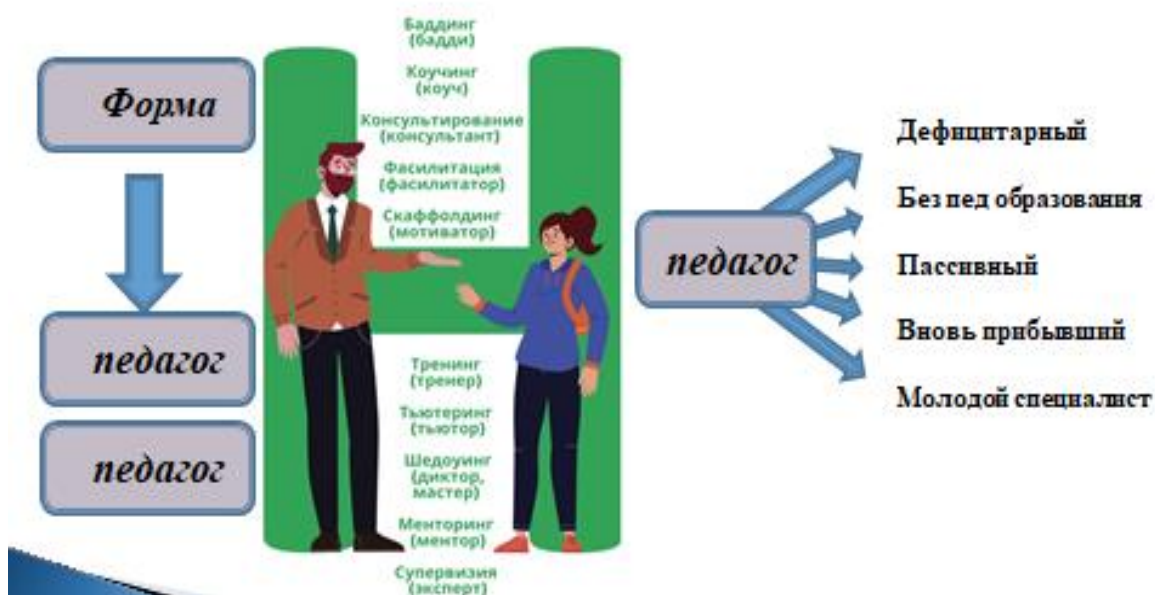 Форма
педагог
педагог
Баддинг
(бадди)
Коучинг
(коуч)
Консультирование
(консультант)
Фасилитация
(фасилитатор)
Скаффолдинг
(мотиватор)
Тренинг
(тренер)
Тьютеринг
(тьютор)
Шедоуинг
(диктор,
мастер)
Менторинг
(ментор)
Супервизия
(эксперт)
педагог
Дефицитарный
Без пед образования
Пассивный
Вновь прибывший
Молодой специалист